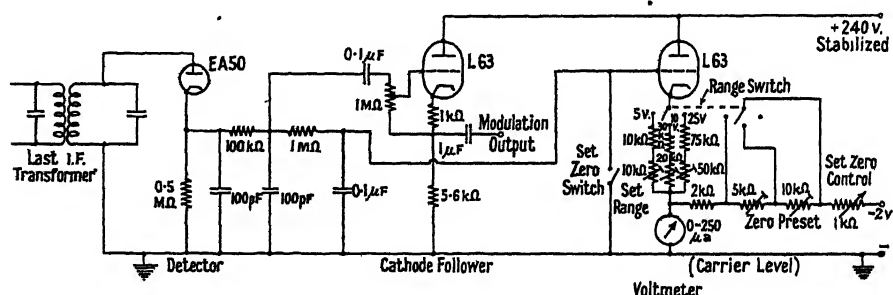 +240 v.
Stabilized
EA50
L63
L63
0·1µF
1MΩ
Range Switch
5v.
10
25V
1kΩ
10kΩ
75kΩ
Last I.F.
Transformer
100kΩ
1 MΩ
1µF
Modulation
Output
Set
Zero
Switch
10kΩ
20
50kΩ
Set
Range
Set Zero
Control
0·5
MΩ
100pF
100pF
0·1µF
5·6kΩ
2kΩ
5kΩ
10kΩ
1kΩ
-2v
Zero Preset
0-250
µa
Detector
Cathode Follower
(Carrier Level)
Voltmeter